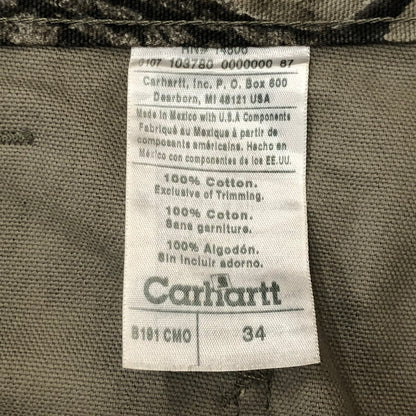 RN# 14806
0107 103780 0000000 87
Carhartt, Inc. P. O. Box 600
Dearborn, MI 48121 USA
Made in Mexico with U.S.A Components
Fabriqué au Mexique à partir de
composants américains. Hecho en
México con componentes de los EE.UU.
100% Cotton.
Exclusive of Trimming.
100% Coton.
Sans garniture.
100% Algodón.
Sin incluir adorno.
Carhartt
B191 CMO
34